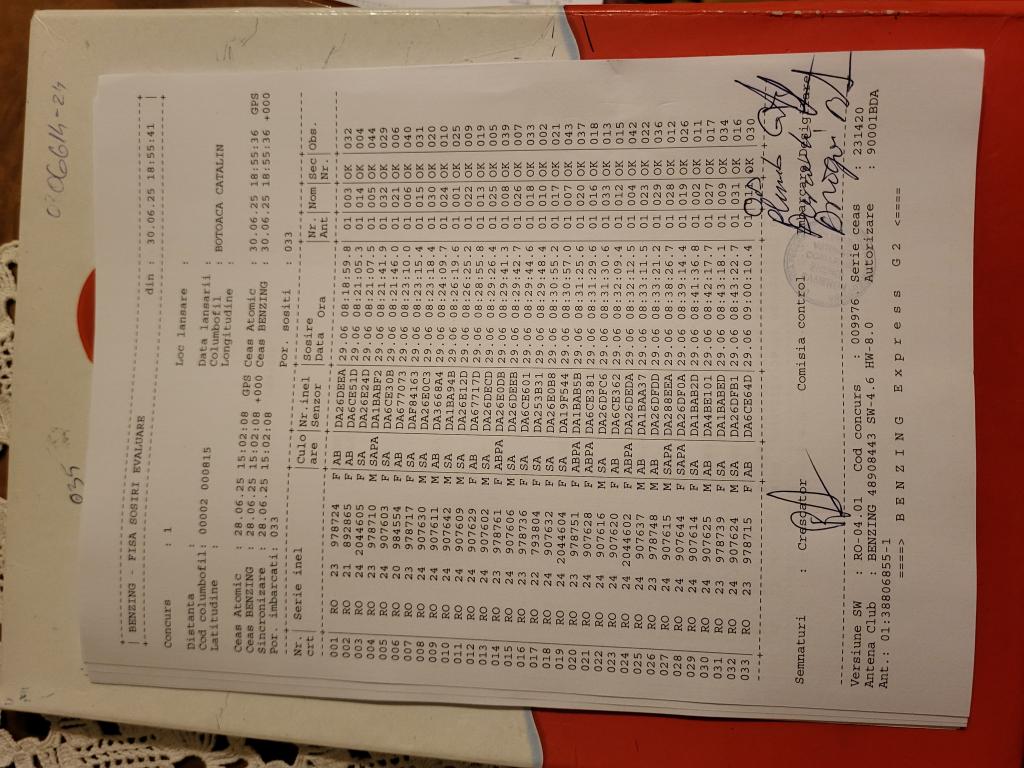 035
080664-24
BENZING FISA SOSIRI EVALUARE din : 30.06.25 18:55:41
Concurs : 1
Distanta : Loc lansare :
Cod columbofil: 00002 000815 Data lansarii :
Latitudine : Columbofil : BOTOACA CATALIN
Longitudine :
Ceas Atomic : 28.06.25 15:02:08 GPS Ceas Atomic : 30.06.25 18:55:36 GPS
Ceas BENZING : 28.06.25 15:02:08 +000 Ceas BENZING : 30.06.25 18:55:36 +000
Sincronizare : 28.06.25 15:02:08
Por. imbarcati: 033 Por. sositi : 033
Nr. Serie inel Culo Nr.inel Sosire Nr. Nom Sec Obs.
crt are Senzor Data Ora Ant Nr.
001 RO 23 978724 F AB DA26DEEA 29.06 08:18:59.8 01 003 OK 032
002 RO 21 892865 F AB DA6CE51D 29.06 08:21:05.3 01 014 OK 004
003 RO 24 2044605 F SA DA26E24D 29.06 08:21:07.5 01 005 OK 044
004 RO 23 978710 M SAPA DA1BABF2 29.06 08:21:41.9 01 032 OK 029
005 RO 24 907603 F SA DA6CE30B 29.06 08:21:46.0 01 021 OK 006
006 RO 20 984554 F AB DA677073 29.06 08:23:10.0 01 006 OK 040
007 RO 23 978717 F SA DAF84163 29.06 08:23:15.4 01 035 OK 031
008 RO 24 907630 M SA DA26E0C3 29.06 08:23:18.4 01 030 OK 020
009 RO 24 907611 M AB DA3668A4 29.06 08:24:09.7 01 024 OK 010
010 RO 24 907642 M SA DA1BA94B 29.06 08:26:19.6 01 001 OK 025
011 RO 24 907609 M SA DA26E12D 29.06 08:26:25.2 01 022 OK 009
012 RO 24 907629 F AB DA67717D 29.06 08:28:55.8 01 013 OK 019
013 RO 24 907602 M SA DA26DECD 29.06 08:29:26.4 01 025 OK 005
014 RO 23 978761 F ABPA DA26E0DB 29.06 08:29:41.3 01 008 OK 039
015 RO 24 907606 M SA DA26DEEB 29.06 08:29:42.7 01 026 OK 007
016 RO 23 978736 F SA DA6CE601 29.06 08:29:44.6 01 018 OK 033
017 RO 22 793804 F SA DA253B31 29.06 08:29:48.4 01 010 OK 002
018 RO 24 907632 F AB DA26E0B8 29.06 08:30:55.2 01 017 OK 021
019 RO 24 2044604 F SA DA19F544 29.06 08:30:57.0 01 007 OK 043
020 RO 23 978751 F ABPA DA1BAB5B 29.06 08:31:25.6 01 020 OK 037
021 RO 24 907628 F ABPA DA6CE381 29.06 08:31:29.6 01 016 OK 018
022 RO 24 907616 M SA DA26DFC6 29.06 08:31:30.6 01 033 OK 013
023 RO 24 907620 F AB DA6CE362 29.06 08:32:09.4 01 012 OK 015
024 RO 24 2044602 F ABPA DA26DEDA 29.06 08:32:12.4 01 004 OK 042
025 RO 24 907637 M AB DA1BAA37 29.06 08:33:11.5 01 023 OK 022
026 RO 23 978748 M SA DA26DFDD 29.06 08:33:21.2 01 029 OK 036
027 RO 24 907615 M SAPA DA288EEA 29.06 08:38:26.7 01 028 OK 012
028 RO 24 907644 F SAPA DA26DF0A 29.06 08:39:14.4 01 019 OK 026
029 RO 24 907614 F SA DA1BAB2D 29.06 08:41:36.8 01 002 OK 011
030 RO 24 907625 M AB DA4BE101 29.06 08:42:17.7 01 027 OK 017
031 RO 23 978739 F SA DA1BABED 29.06 08:43:18.1 01 009 OK 034
032 RO 24 907624 M SA DA26DFB1 29.06 08:43:22.7 01 031 OK 016
033 RO 23 978715 F AB DA6CE64D 29.06 09:00:10.4 01 OK 030
Semnaturi : Crescator Comisia control Imbarcare/Desigilare
Versiune SW : RO-04.01 Cod concurs : 009976 Serie ceas : 231420
Antena Club : BENZING 48908443 SW-4.6 HW-8.0 Autorizare : 90001BDA
Ant.: 01:38806855-1
====> B E N Z I N G E x p r e s s G 2 <====